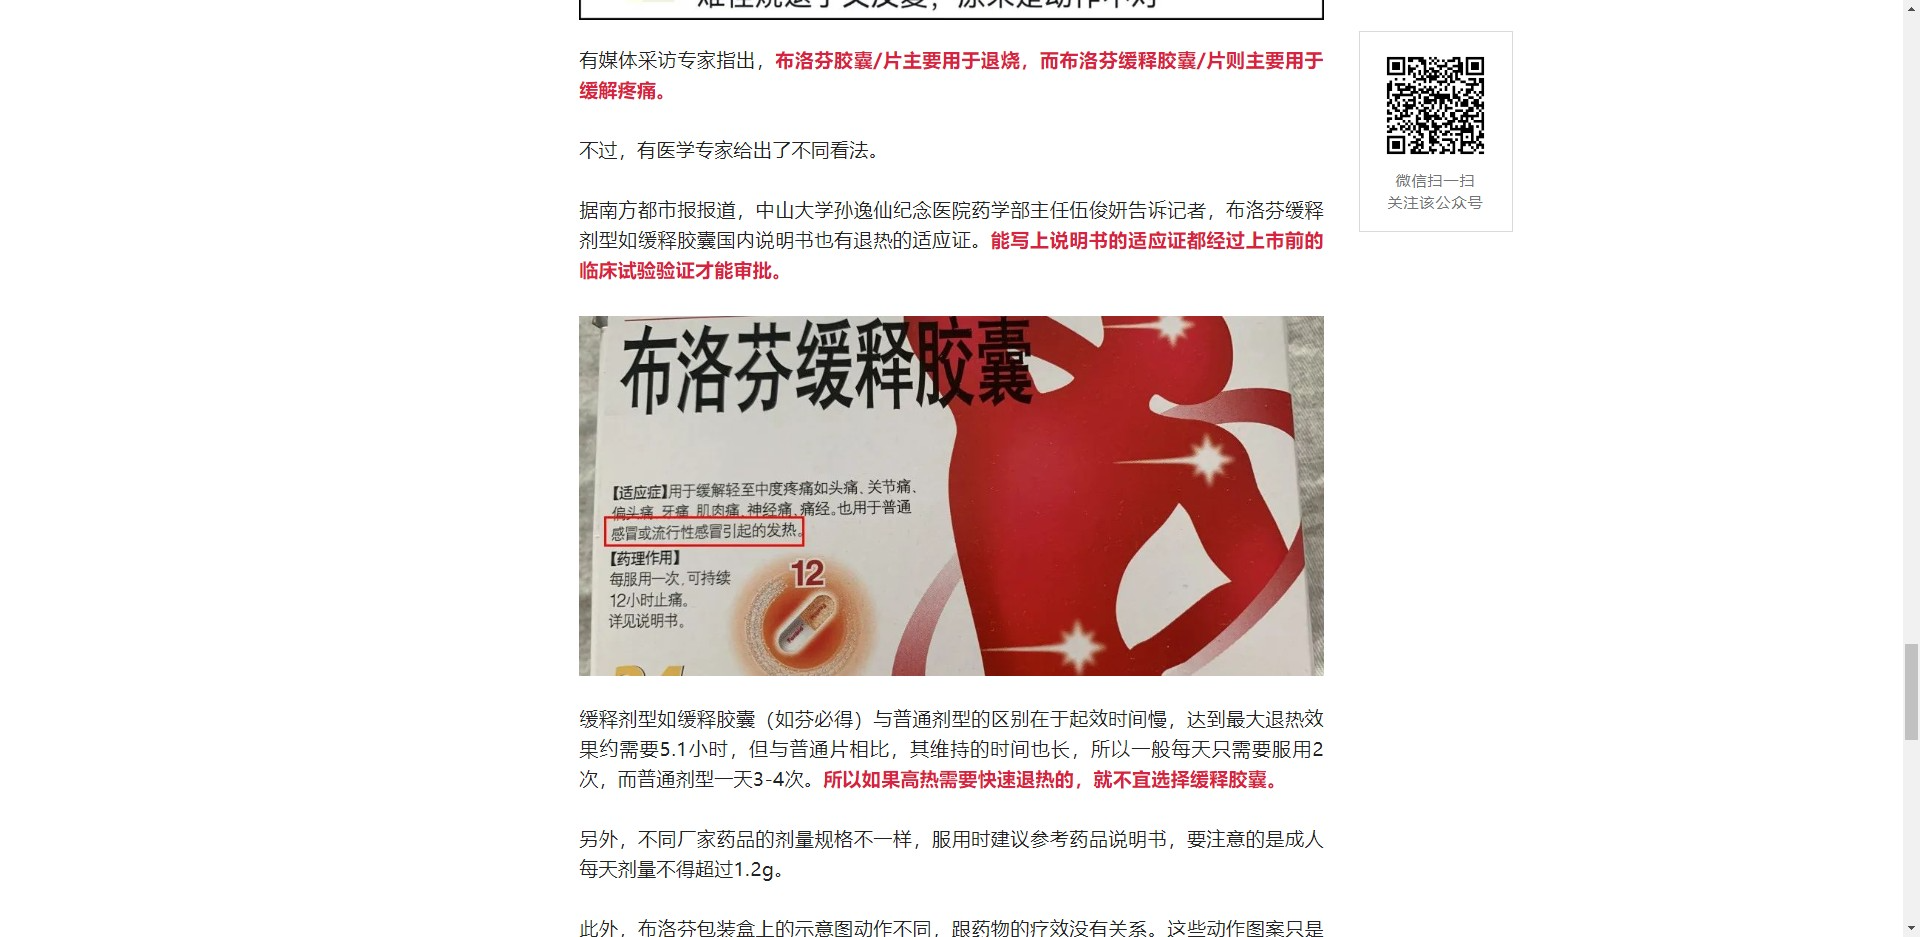 有媒体采访专家指出，布洛芬胶囊/片主要用于退烧，而布洛芬缓释胶囊/片则主要用于
缓解疼痛。
不过，有医学专家给出了不同看法。
据南方都市报报道，中山大学孙逸仙纪念医院药学部主任伍俊妍告诉记者，布洛芬缓释
剂型如缓释胶囊国内说明书也有退热的适应证。能写上说明书的适应证都经过上市前的
临床试验验证才能审批。
布洛芬缓释胶囊
【适应症】用于缓解轻至中度疼痛如头痛、关节痛、
偏头痛、牙痛、肌肉痛、神经痛、痛经。也用于普通
感冒或流行性感冒引起的发热。
【药理作用】
每服用一次,可持续
12小时止痛。
详见说明书。
12
缓释剂型如缓释胶囊（如芬必得）与普通剂型的区别在于起效时间慢，达到最大退热效
果约需要5.1小时，但与普通片相比，其维持的时间也长，所以一般每天只需要服用2
次，而普通剂型一天3-4次。所以如果高热需要快速退热的，就不宜选择缓释胶囊。
另外，不同厂家药品的剂量规格不一样，服用时建议参考药品说明书，要注意的是成人
每天剂量不得超过1.2g。
此外，布洛芬包装盒上的示意图动作不同，跟药物的疗效没有关系。这些动作图案只是
微信扫一扫
关注该公众号